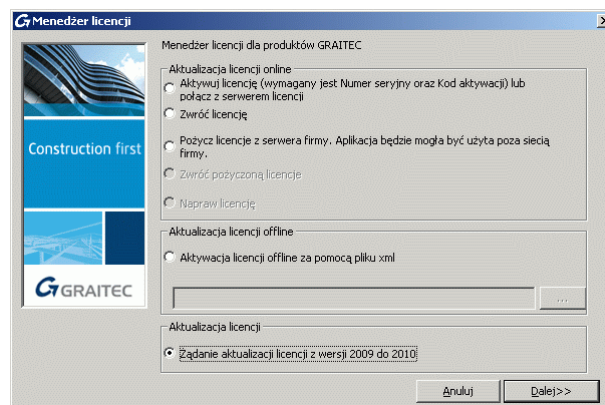 Menedżer licencji
Menedżer licencji dla produktów GRAITEC
Aktualizacja licencji online
Aktywuj licencję (wymagany jest Numer seryjny oraz Kod aktywacji) lub
połącz z serwerem licencji
Zwróć licencję
Pożycz licencje z serwera firmy. Aplikacja będzie mogła być użyta poza siecią
firmy.
Zwróć pożyczoną licencje
Napraw licencję
Construction first
Aktualizacja licencji offline
Aktywacja licencji offline za pomocą pliku xml
...
GRAITEC
Aktualizacja licencji
Żądanie aktualizacji licencji z wersji 2009 do 2010
Anuluj
Dalej>>